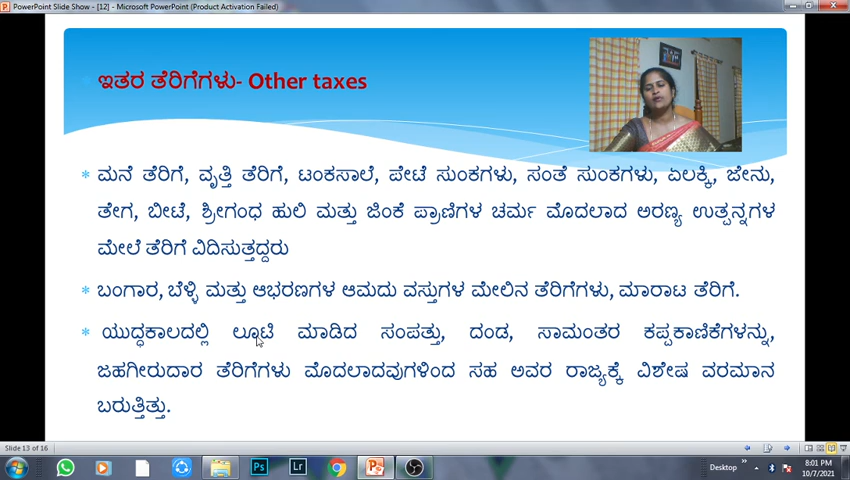 PowerPoint Slide Show - [12] - Microsoft PowerPoint (Product Activation Failed)
ಇತರ ತೆರಿಗೆಗಳು- Other taxes
* ಮನೆ ತೆರಿಗೆ, ವೃತ್ತಿ ತೆರಿಗೆ, ಟಂಕಸಾಲೆ, ಪೇಟೆ ಸುಂಕಗಳು, ಸಂತೆ ಸುಂಕಗಳು, ಏಲಕ್ಕಿ, ಜೇನು,
ತೇಗ, ಬೀಟೆ, ಶ್ರೀಗಂಧ ಹುಲಿ ಮತ್ತು ಜಿಂಕೆ ಪ್ರಾಣಿಗಳ ಚರ್ಮ ಮೊದಲಾದ ಅರಣ್ಯ ಉತ್ಪನ್ನಗಳ
ಮೇಲೆ ತೆರಿಗೆ ವಿದಿಸುತ್ತದ್ದರು
* ಬಂಗಾರ, ಬೆಳ್ಳಿ ಮತ್ತು ಆಭರಣಗಳ ಆಮದು ವಸ್ತುಗಳ ಮೇಲಿನ ತೆರಿಗೆಗಳು, ಮಾರಾಟ ತೆರಿಗೆ.
* ಯುದ್ಧಕಾಲದಲ್ಲಿ ಲೂಟಿ ಮಾಡಿದ ಸಂಪತ್ತು, ದಂಡ, ಸಾಮಂತರ ಕಪ್ಪಕಾಣಿಕೆಗಳನ್ನು,
ಜಹಗೀರುದಾರ ತೆರಿಗೆಗಳು ಮೊದಲಾದವುಗಳಿಂದ ಸಹ ಅವರ ರಾಜ್ಯಕ್ಕೆ ವಿಶೇಷ ವರಮಾನ
ಬರುತ್ತಿತ್ತು.
Slide 13 of 16
Ps Lr Desktop 8:01 PM
10/7/2021